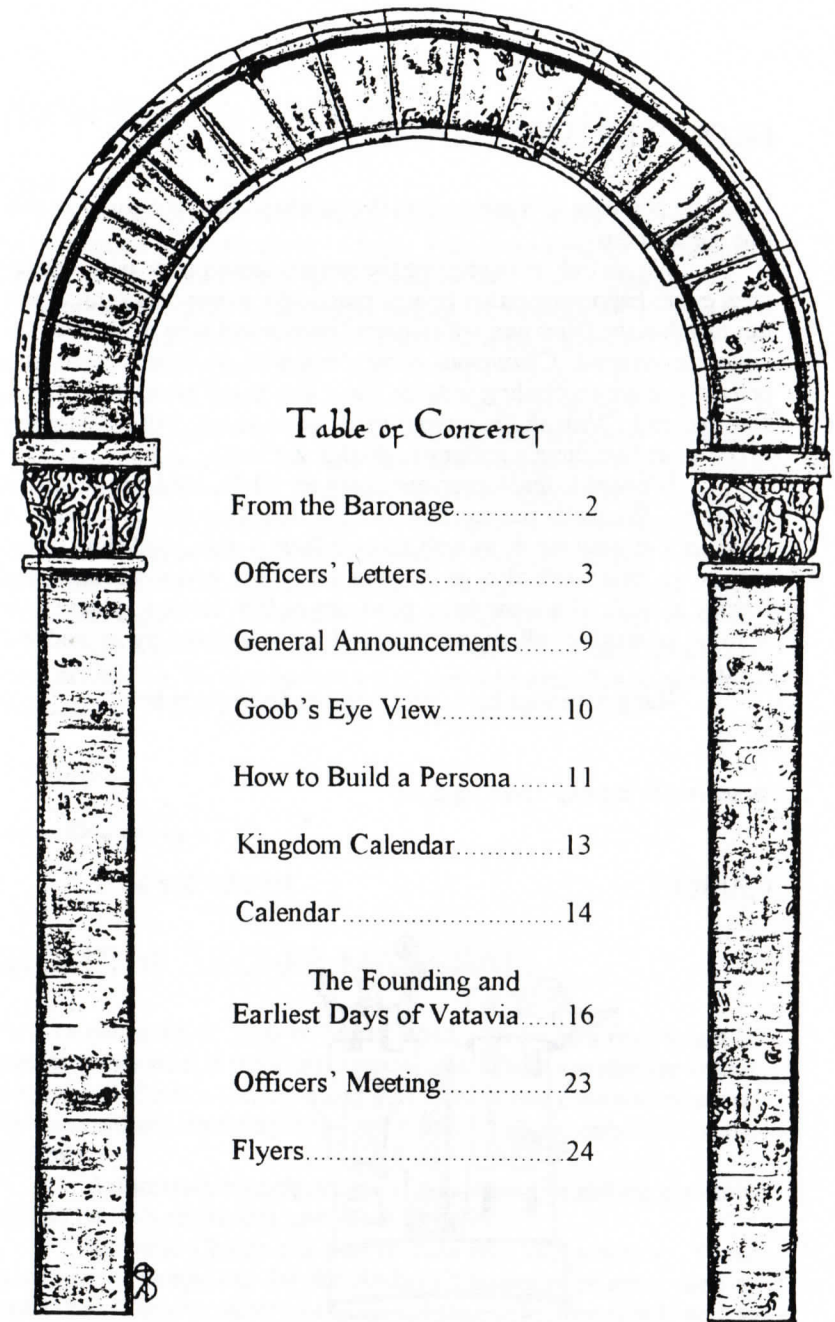 Table of Contents
From the Baronage................2
Officers' Letters....................3
General Announcements.......9
Goob's Eye View.................10
How to Build a Persona.......11
Kingdom Calendar..............13
Calendar..............................14
The Founding and
Earliest Days of Vatavia......16
Officers' Meeting................23
Flyers...................................24